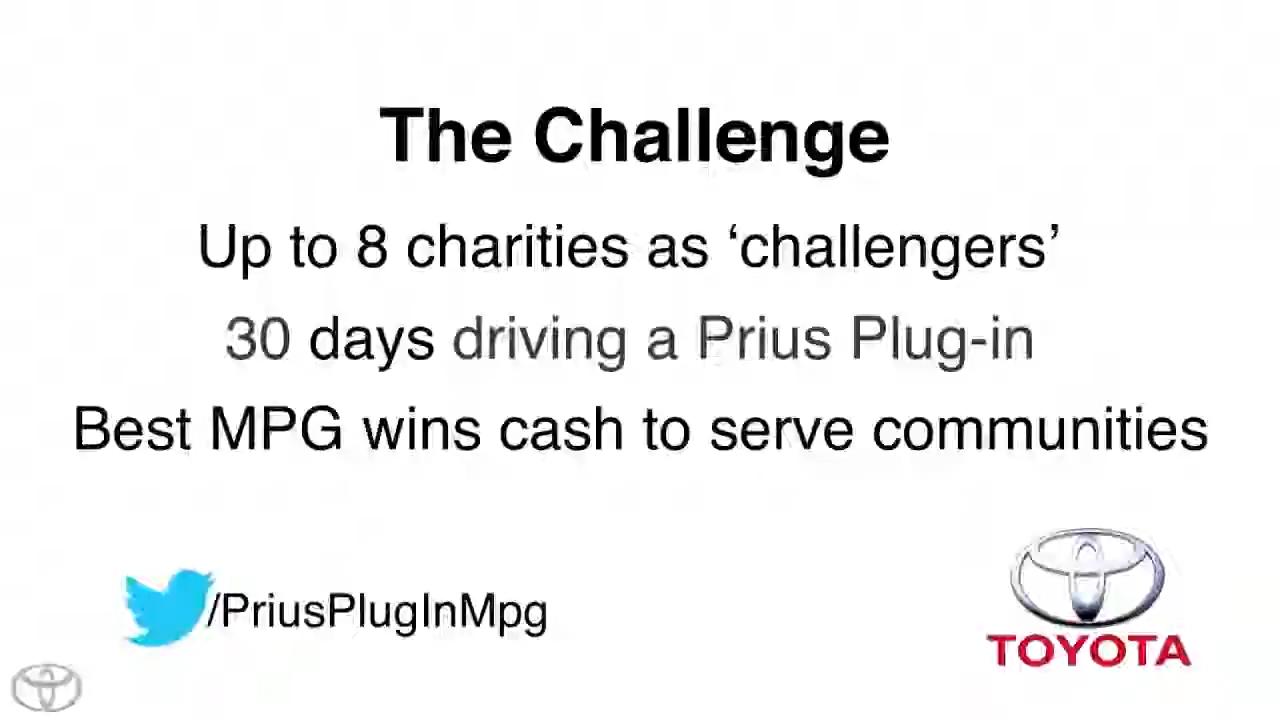 The Challenge
Up to 8 charities as ‘challengers’
30 days driving a Prius Plug-in
Best MPG wins cash to serve communities
/PriusPlugInMpg
TOYOTA